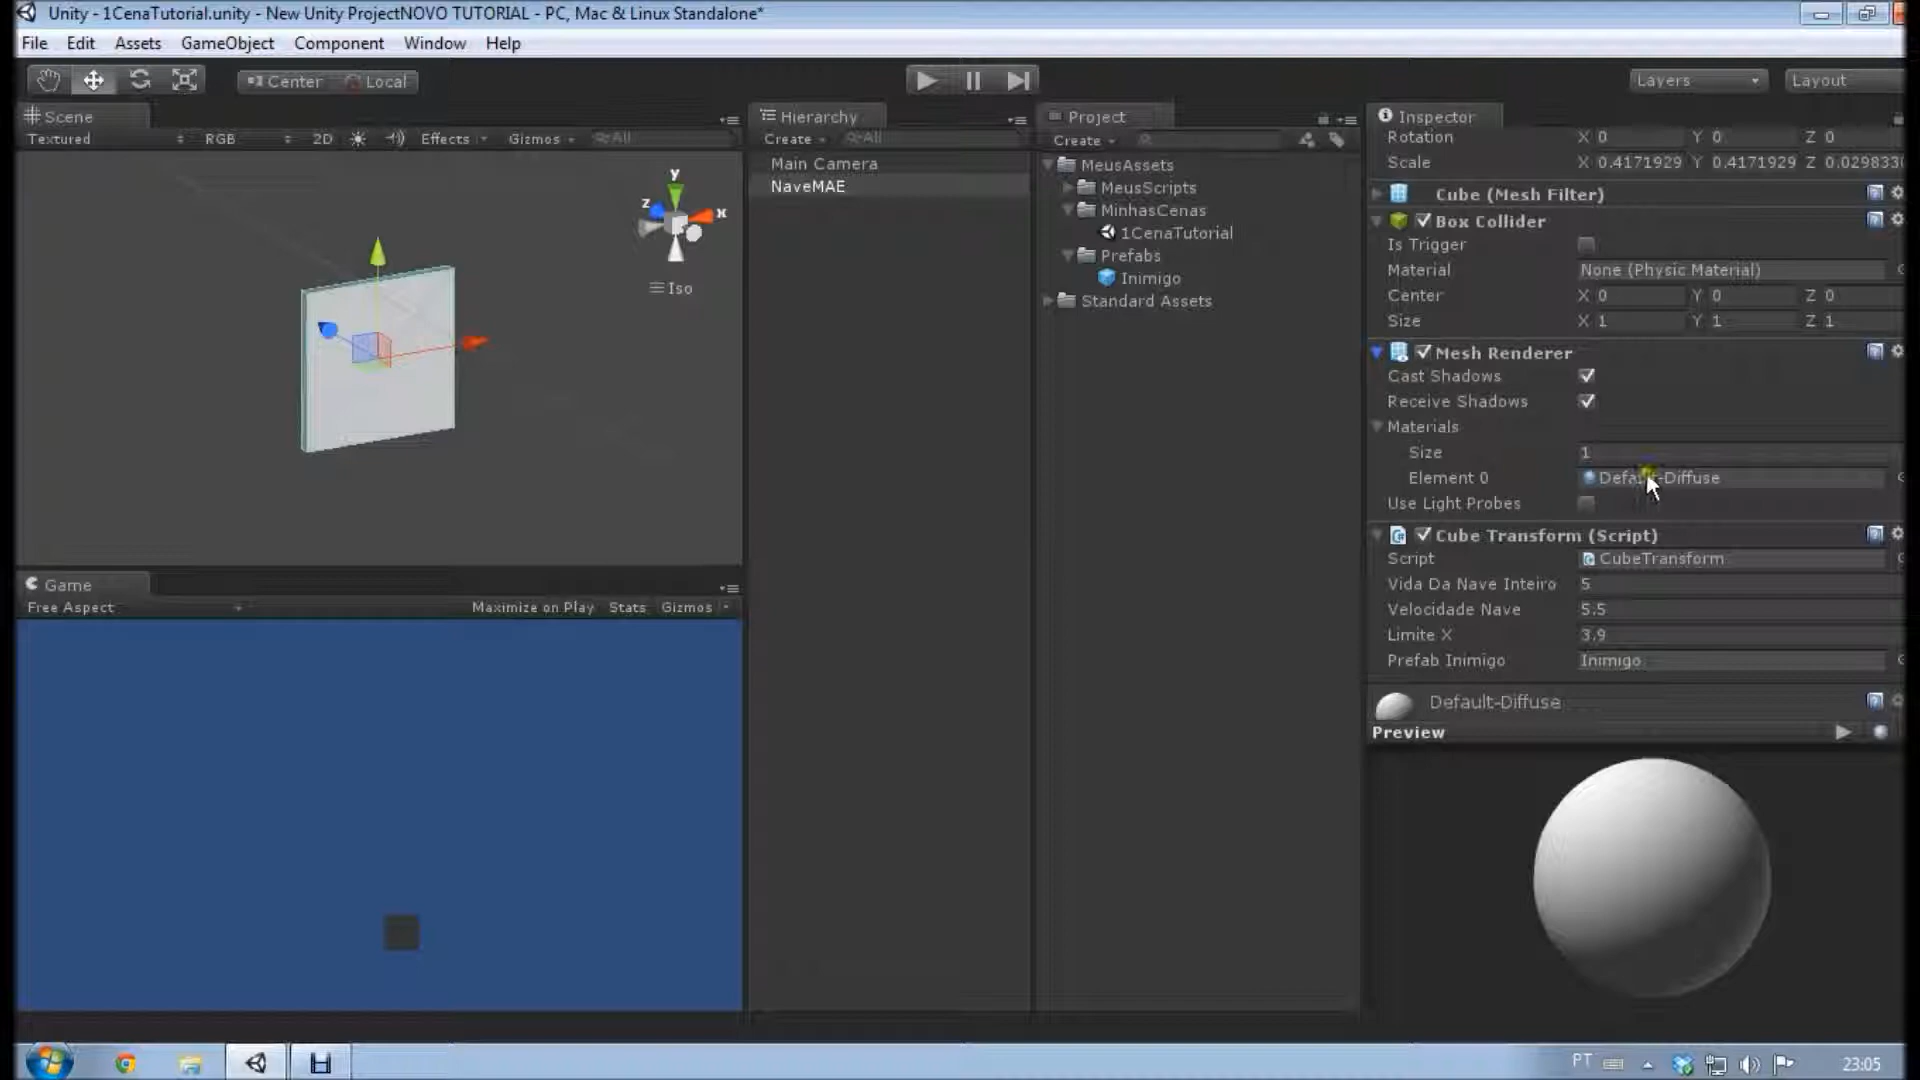 Unity - 1CenaTutorial.unity - New Unity ProjectNOVO TUTORIAL - PC, Mac & Linux Standalone*
File Edit Assets GameObject Component Window Help
Center Local Layers Layout
Scene
Textured RGB 2D Effects Gizmos All
y
z
x
Iso
Game
Free Aspect Maximize on Play Stats Gizmos
Hierarchy
Create All
Main Camera
NaveMAE
Project
Create
MeusAssets
MeusScripts
MinhasCenas
1CenaTutorial
Prefabs
Inimigo
Standard Assets
Inspector
Rotation X 0 Y 0 Z 0
Scale X 0.4171929 Y 0.4171929 Z 0.029833
Cube (Mesh Filter)
Box Collider
Is Trigger
Material None (Physic Material)
Center X 0 Y 0 Z 0
Size X 1 Y 1 Z 1
Mesh Renderer
Cast Shadows
Receive Shadows
Materials
Size 1
Element 0 Default-Diffuse
Use Light Probes
Cube Transform (Script)
Script CubeTransform
Vida Da Nave Inteiro 5
Velocidade Nave 5.5
Limite X 3.9
Prefab Inimigo Inimigo
Default-Diffuse
Preview
PT 23:05